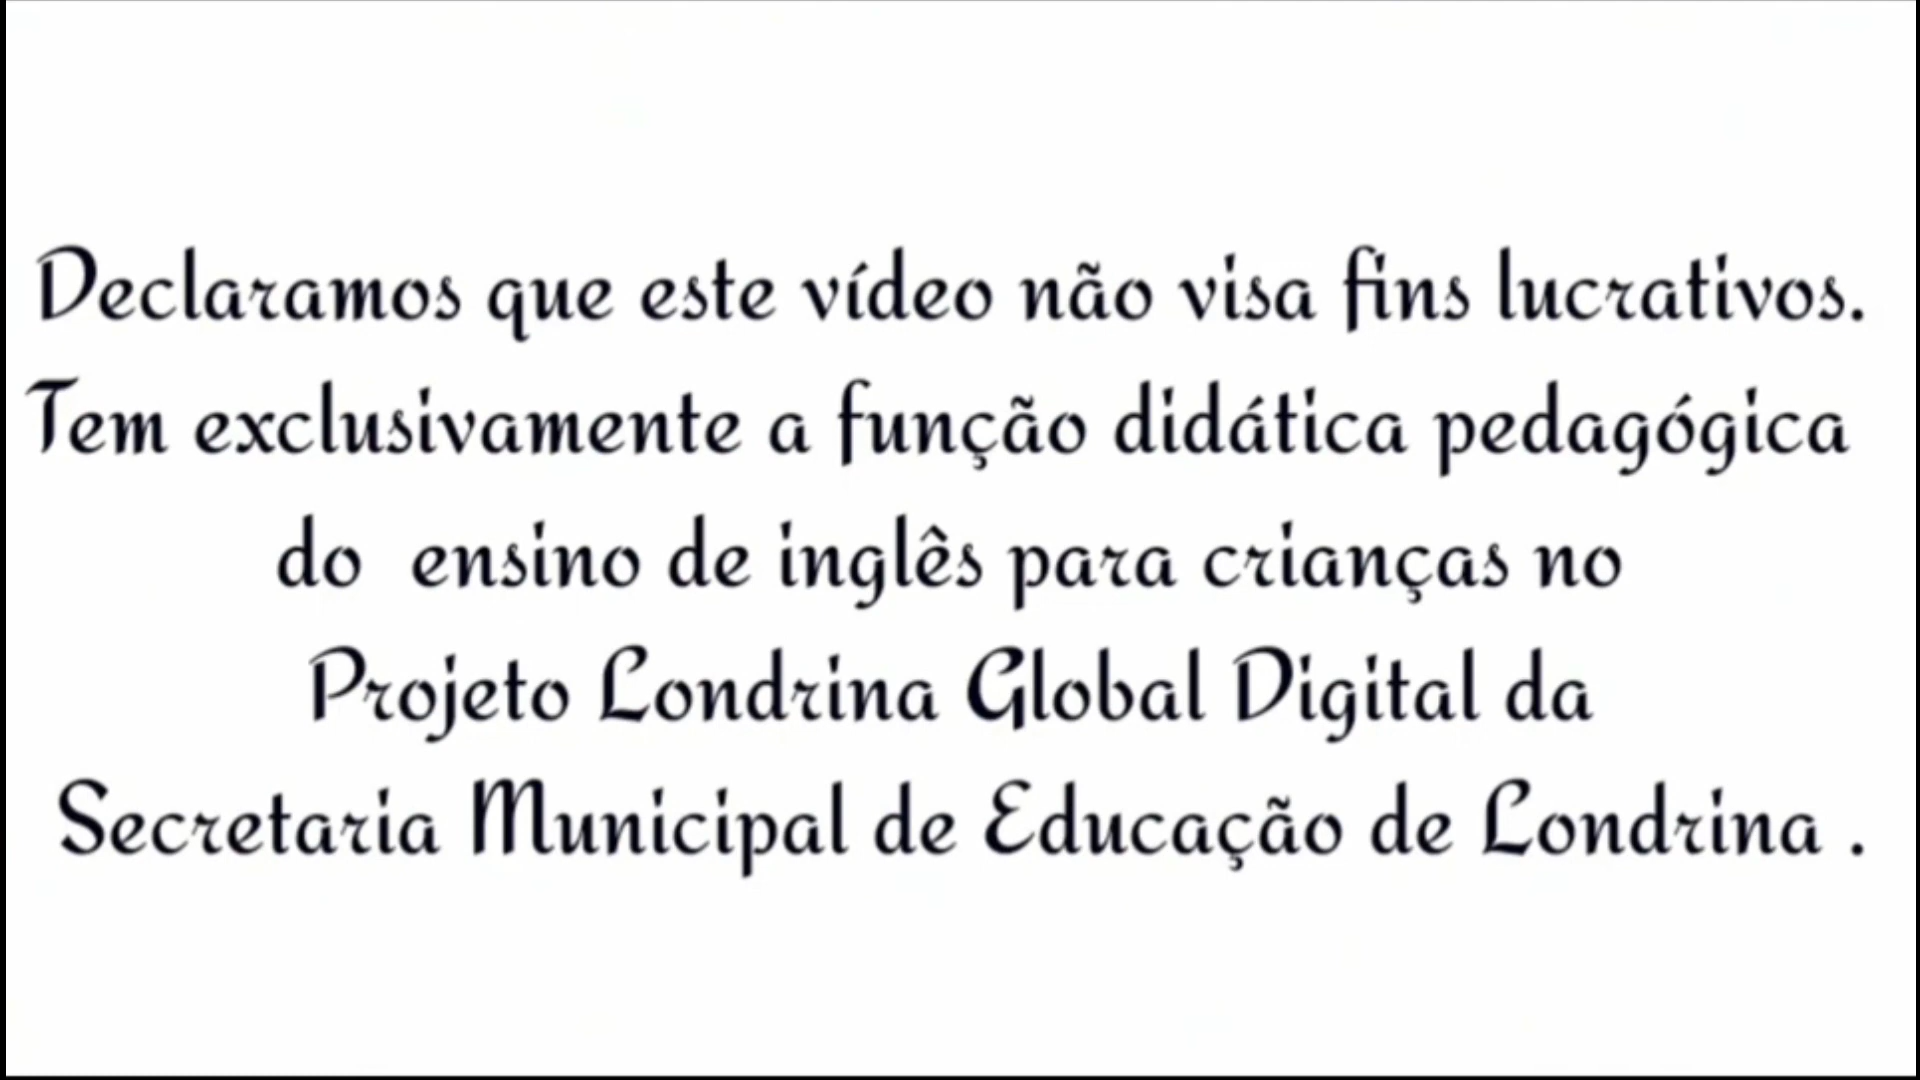 Declaramos que este vídeo não visa fins lucrativos.
Tem exclusivamente a função didática pedagógica
do ensino de inglês para crianças no
Projeto Londrina Global Digital da
Secretaria Municipal de Educação de Londrina .